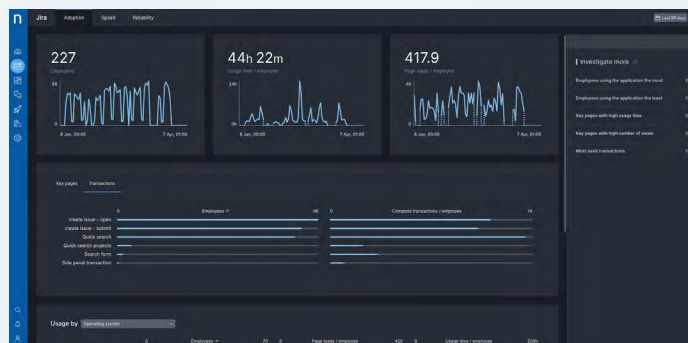 n
Jira
Adoption
Speed
Reliability
Last 90 days
227
Employees
96
0
8 Jan, 00:00
7 Apr, 01:00
44h 22m
Usage time / employee
24h
0h
8 Jan, 00:00
7 Apr, 01:00
417.9
Page loads / employee
0
8 Jan, 00:00
7 Apr, 01:00
Investigate more
Employees using the application the most
Employees using the application the least
Key pages with high usage time
Key pages with high number of views
Most used transactions
Key pages
Transactions
0
Employees
96
0
Complete transactions / employee
14
create issue - open
create issue - submit
Quick search
Quick search projects
Search form
Side panel transaction
Usage by
Operating system
0
Employees
70
0
Page loads / employee
420
0
Usage time / employee